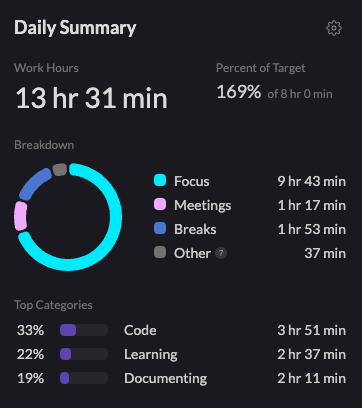 Daily Summary
Work Hours
Percent of Target
13 hr 31 min
169% of 8 hr 0 min
Breakdown
Focus 9 hr 43 min
Meetings 1 hr 17 min
Breaks 1 hr 53 min
Other ? 37 min
Top Categories
33% Code 3 hr 51 min
22% Learning 2 hr 37 min
19% Documenting 2 hr 11 min